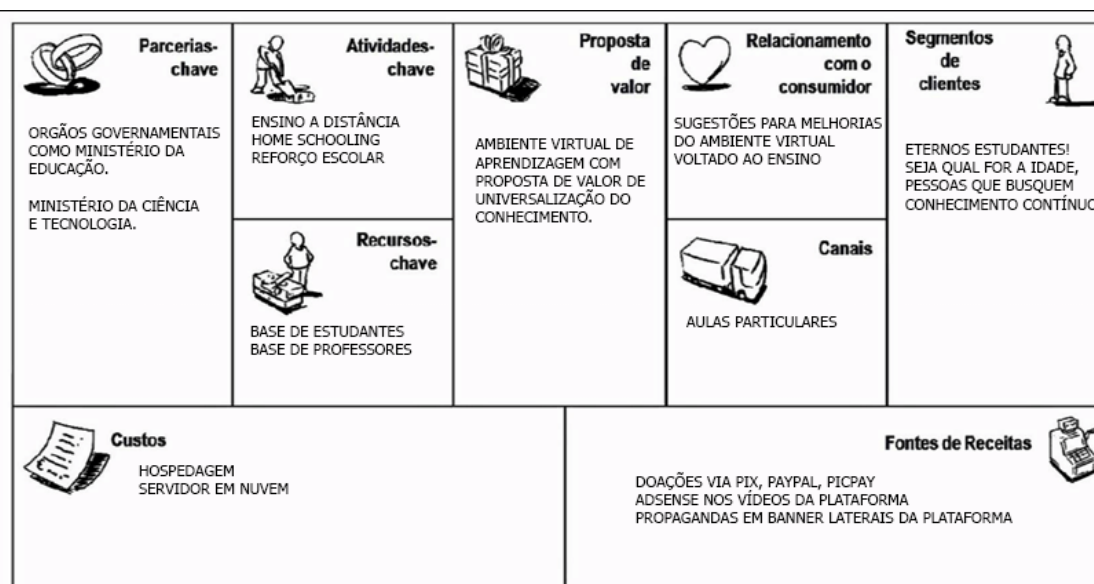 Parcerias-
chave
ORGÃOS GOVERNAMENTAIS
COMO MINISTÉRIO DA
EDUCAÇÃO.
MINISTÉRIO DA CIÊNCIA
E TECNOLOGIA.
Atividades-
chave
ENSINO A DISTÂNCIA
HOME SCHOOLING
REFORÇO ESCOLAR
Recursos-
chave
BASE DE ESTUDANTES
BASE DE PROFESSORES
Proposta
de
valor
AMBIENTE VIRTUAL DE
APRENDIZAGEM COM
PROPOSTA DE VALOR DE
UNIVERSALIZAÇÃO DO
CONHECIMENTO.
Relacionamento
com o
consumidor
SUGESTÕES PARA MELHORIAS
DO AMBIENTE VIRTUAL
VOLTADO AO ENSINO
Canais
AULAS PARTICULARES
Segmentos
de
clientes
ETERNOS ESTUDANTES!
SEJA QUAL FOR A IDADE,
PESSOAS QUE BUSQUEM
CONHECIMENTO CONTÍNUO
Custos
HOSPEDAGEM
SERVIDOR EM NUVEM
Fontes de Receitas
DOAÇÕES VIA PIX, PAYPAL, PICPAY
ADSENSE NOS VÍDEOS DA PLATAFORMA
PROPAGANDAS EM BANNER LATERAIS DA PLATAFORMA